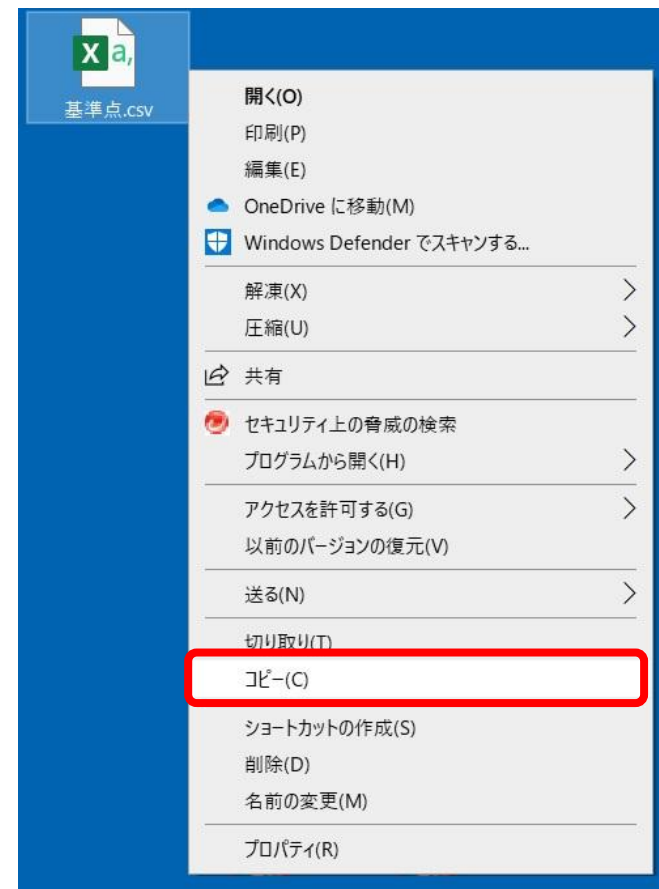 X a,
基準点.csv
開く(O)
印刷(P)
編集(E)
OneDrive に移動(M)
Windows Defender でスキャンする...
解凍(X)
圧縮(U)
共有
セキュリティ上の脅威の検索
プログラムから開く(H)
アクセスを許可する(G)
以前のバージョンの復元(V)
送る(N)
切り取り(T)
コピー(C)
ショートカットの作成(S)
削除(D)
名前の変更(M)
プロパティ(R)